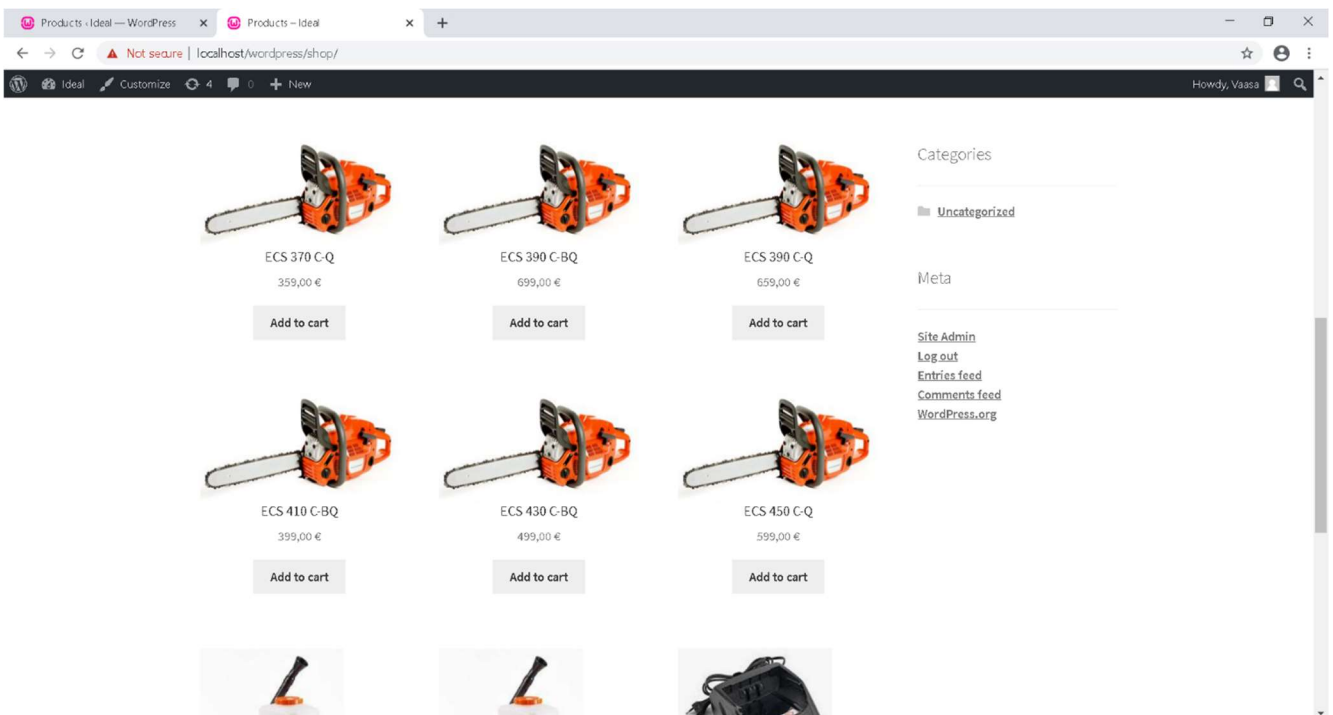 Products ‹ Ideal — WordPress
Products – Ideal
Not secure | localhost/wordpress/shop/
Ideal Customize 4 0 New
Howdy, Vaasa
ECS 370 C-Q
ECS 390 C-BQ
ECS 390 C-Q
359,00 €
699,00 €
659,00 €
Add to cart
Add to cart
Add to cart
ECS 410 C-BQ
ECS 430 C-BQ
ECS 450 C-Q
399,00 €
499,00 €
599,00 €
Add to cart
Add to cart
Add to cart
Categories
Uncategorized
Meta
Site Admin
Log out
Entries feed
Comments feed
WordPress.org